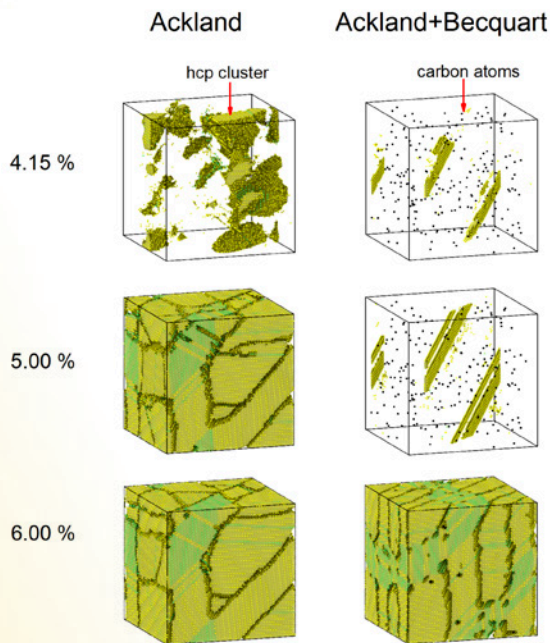 Ackland
Ackland+Becquart
hcp cluster
carbon atoms
4.15 %
5.00 %
6.00 %